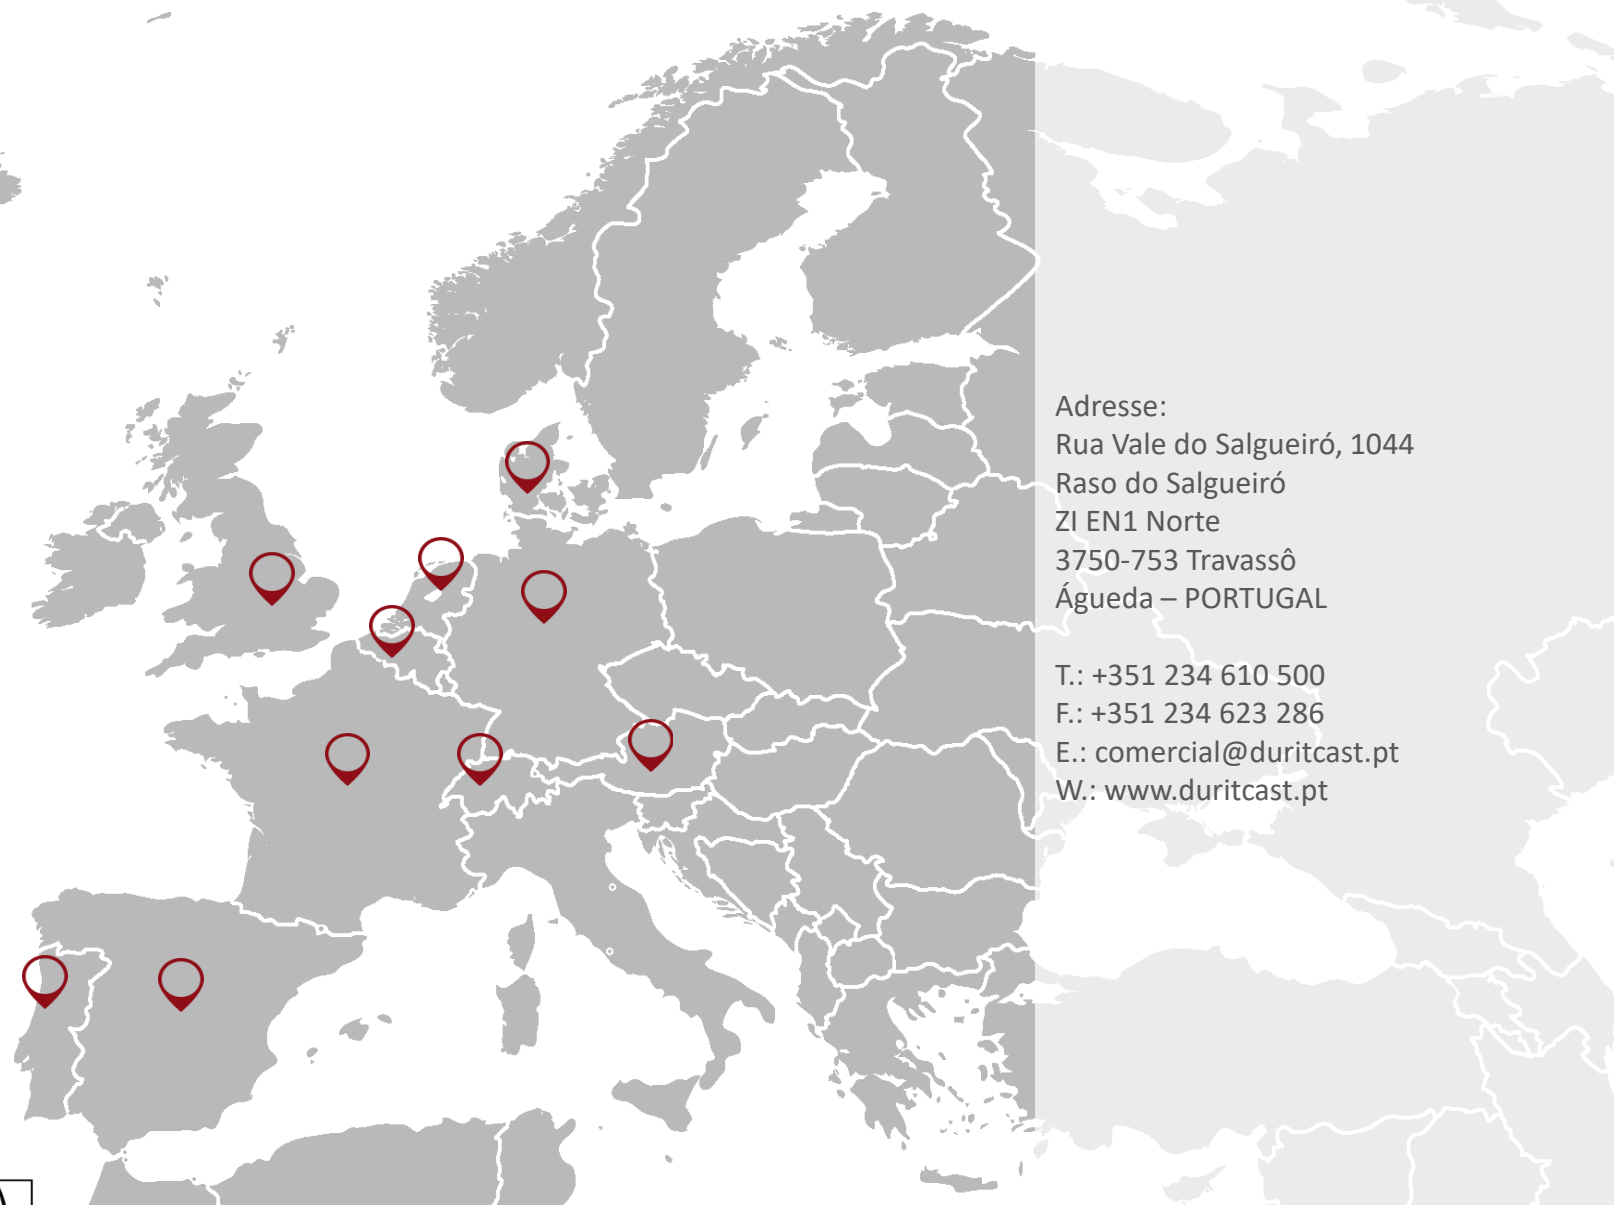 Adresse:
Rua Vale do Salgueiró, 1044
Raso do Salgueiró
ZI EN1 Norte
3750-753 Travassô
Águeda – PORTUGAL
T.: +351 234 610 500
F.: +351 234 623 286
E.: comercial@duritcast.pt
W.: www.duritcast.pt